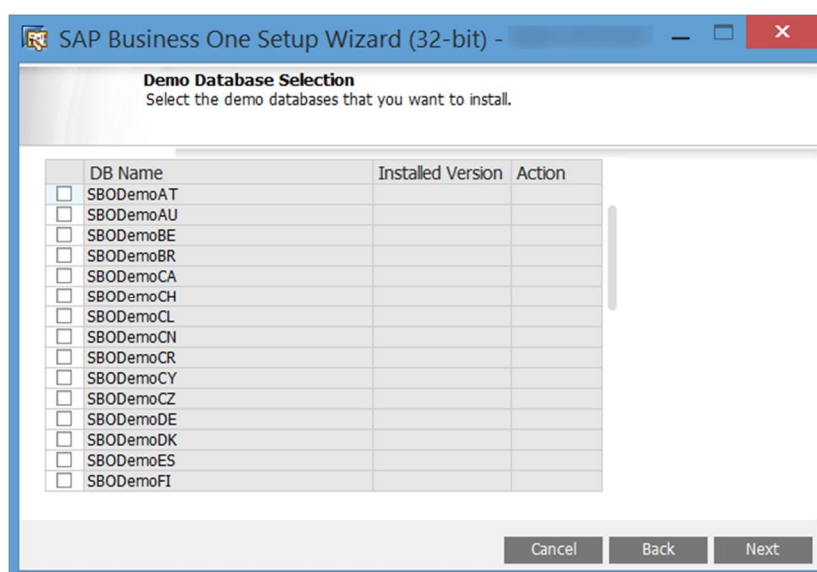 SAP Business One Setup Wizard (32-bit) -
Demo Database Selection
Select the demo databases that you want to install.
DB Name Installed Version Action
SBODemoAT
SBODemoAU
SBODemoBE
SBODemoBR
SBODemoCA
SBODemoCH
SBODemoCL
SBODemoCN
SBODemoCR
SBODemoCY
SBODemoCZ
SBODemoDE
SBODemoDK
SBODemoES
SBODemoFI
Cancel Back Next